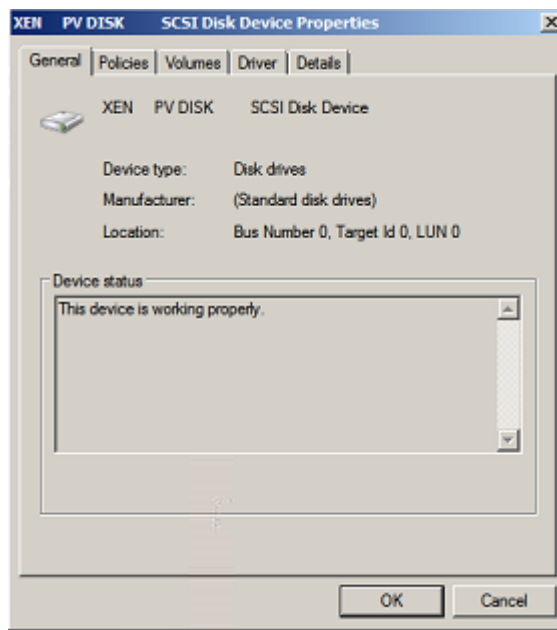 XEN PV DISK SCSI Disk Device Properties
General Policies Volumes Driver Details
XEN PV DISK SCSI Disk Device
Device type: Disk drives
Manufacturer: (Standard disk drives)
Location: Bus Number 0, Target Id 0, LUN 0
Device status
This device is working properly.
OK Cancel